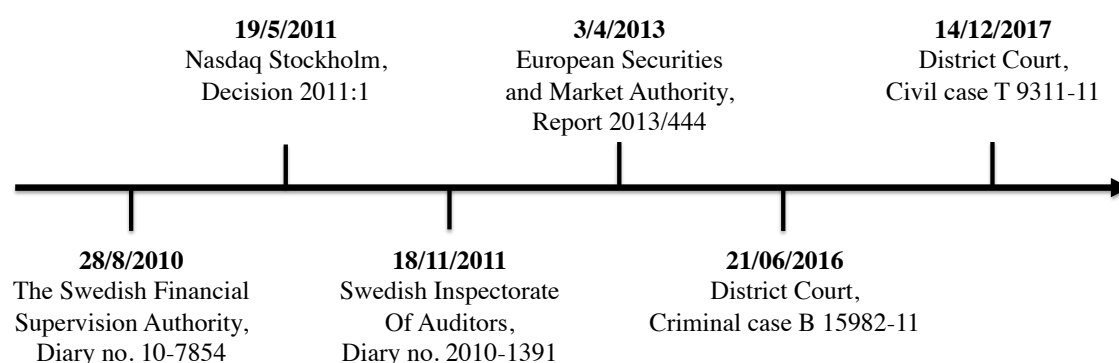 19/5/2011
Nasdaq Stockholm,
Decision 2011:1
3/4/2013
European Securities
and Market Authority,
Report 2013/444
14/12/2017
District Court,
Civil case T 9311-11
28/8/2010
The Swedish Financial
Supervision Authority,
Diary no. 10-7854
18/11/2011
Swedish Inspectorate
Of Auditors,
Diary no. 2010-1391
21/06/2016
District Court,
Criminal case B 15982-11